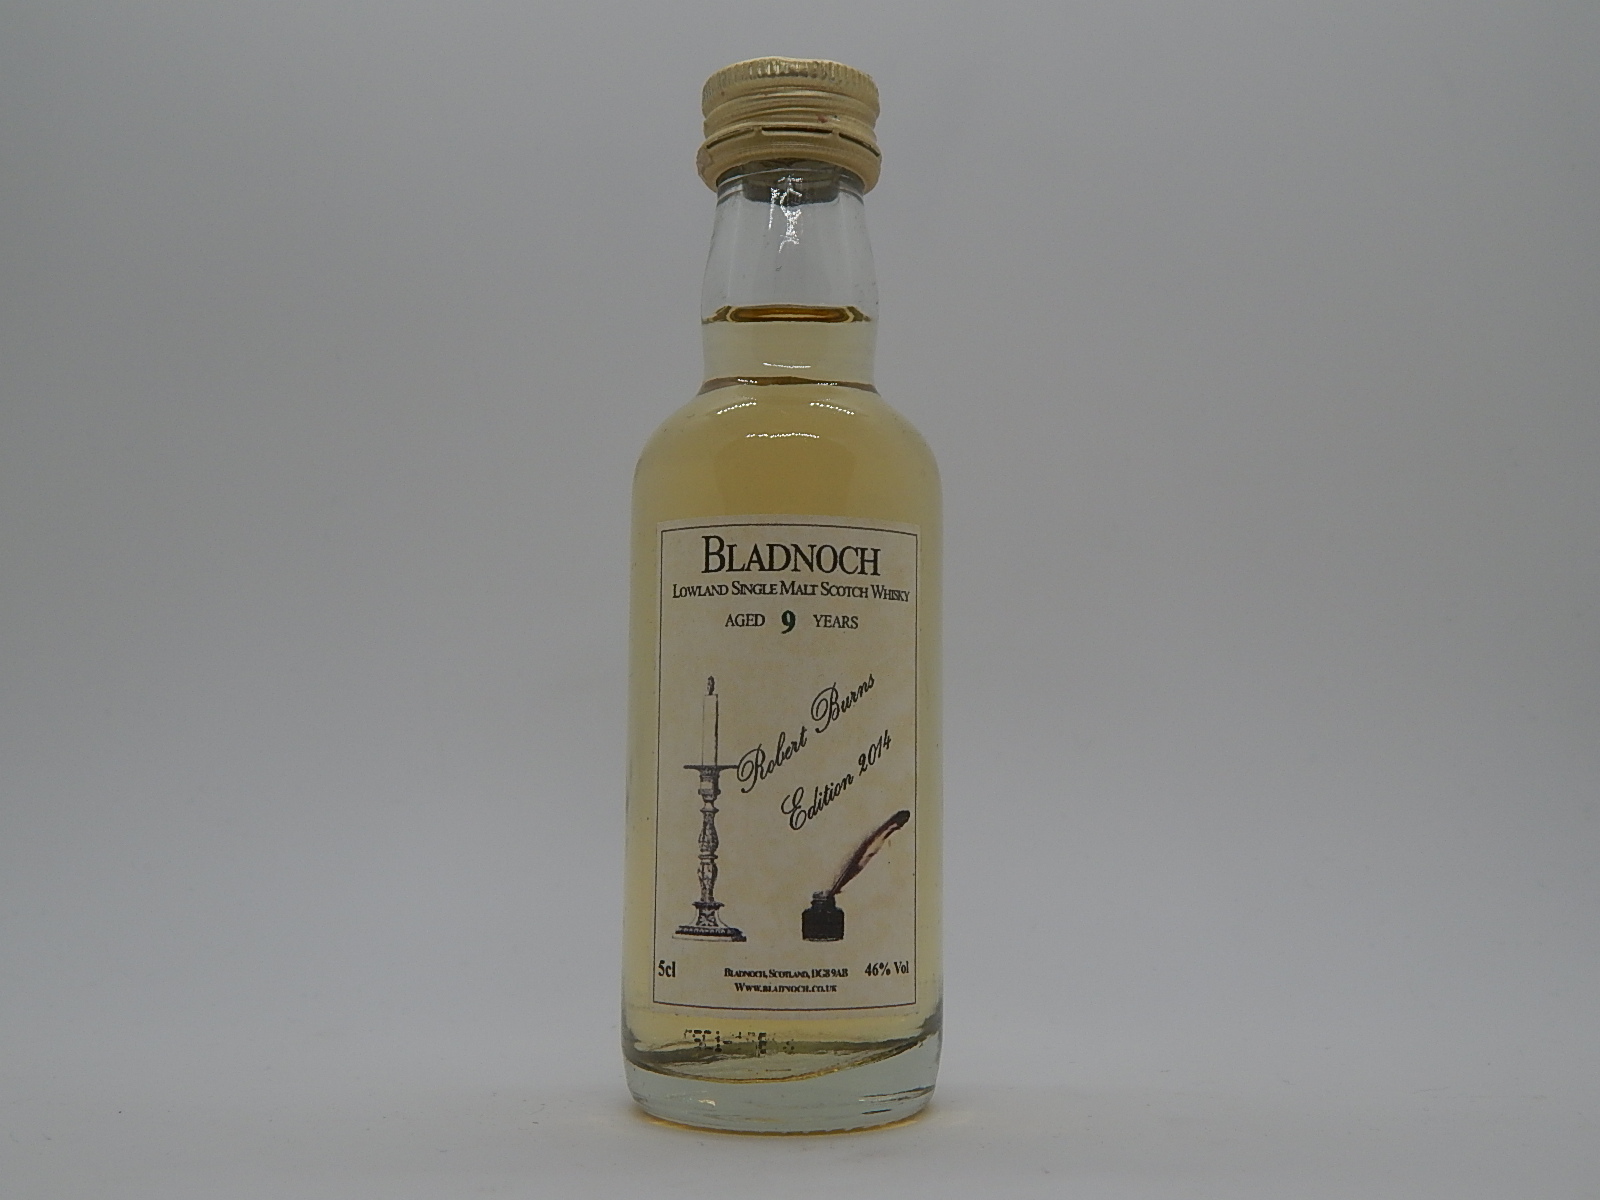 BLADNOCH
LOWLAND SINGLE MALT SCOTCH WHISKY
AGED 9 YEARS
Robert Burns
Edition 2014
5cl
BLADNOCH, SCOTLAND, DG8 9AB
WWW.BLADNOCH.CO.UK
46% Vol